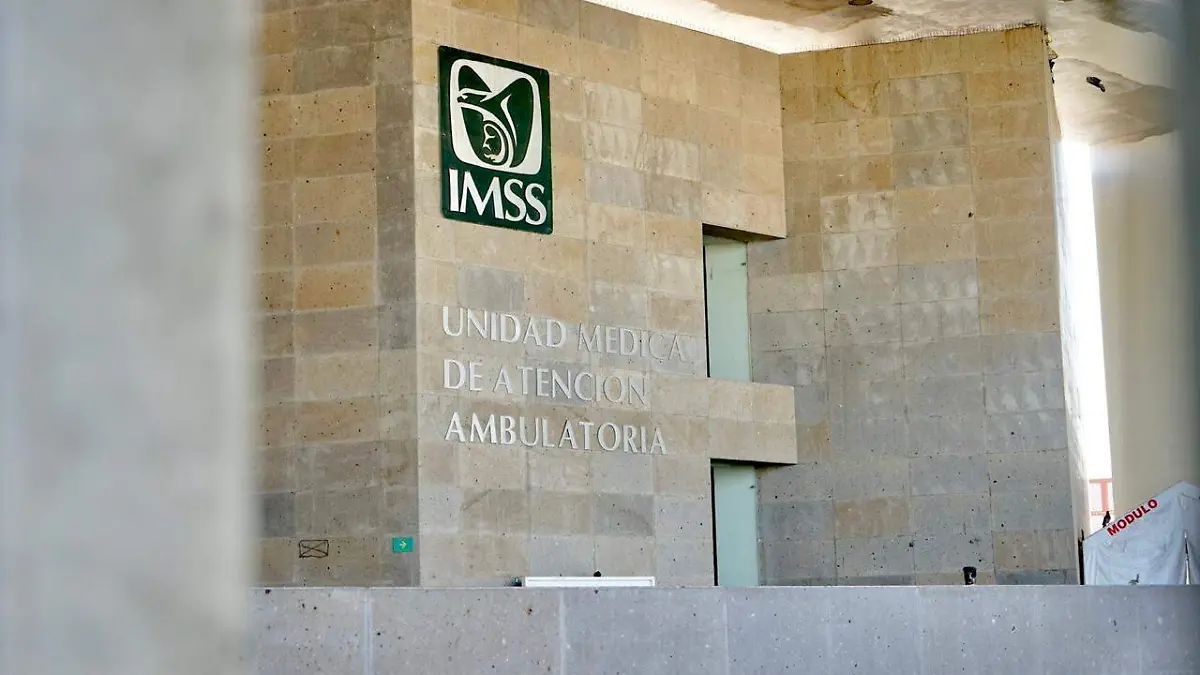 IMSS
UNIDAD MEDICA
DE ATENCION
AMBULATORIA
MODULO